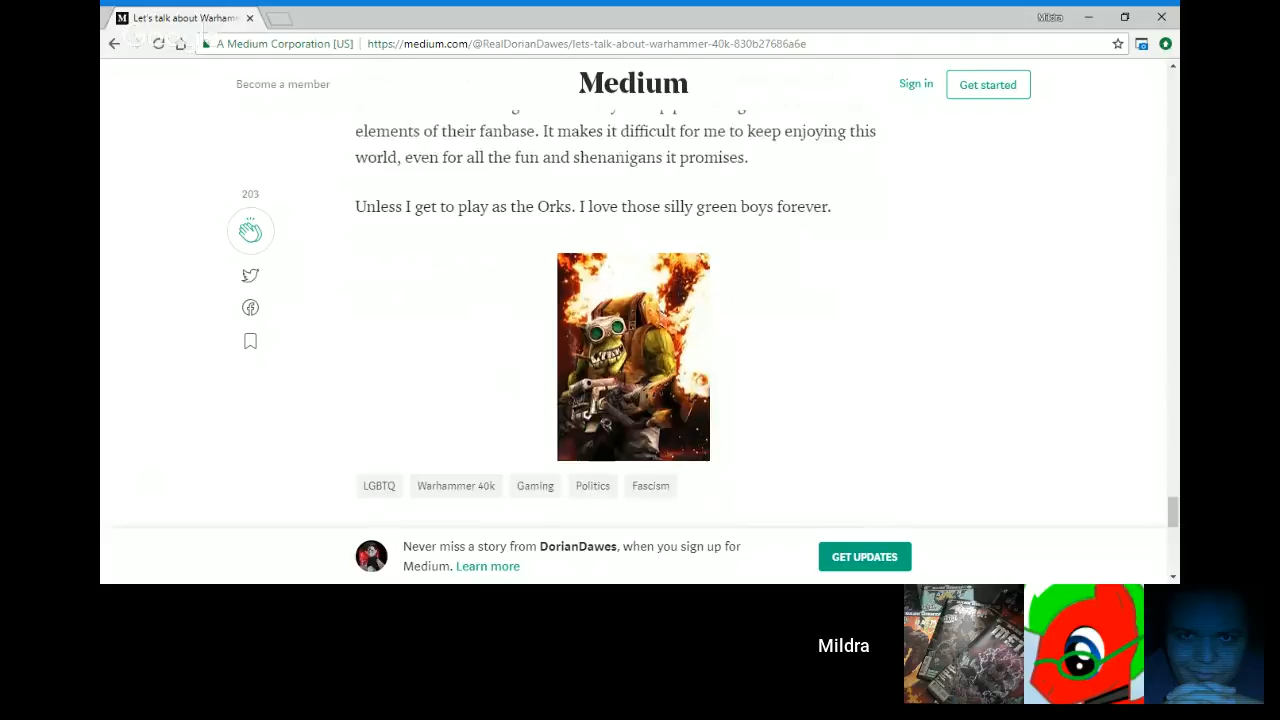 Let's talk about Warham
Mildra
A Medium Corporation [US]
https://medium.com/@RealDorianDawes/lets-talk-about-warhammer-40k-830b27686a6e
Become a member
Medium
Sign in
Get started
elements of their fanbase. It makes it difficult for me to keep enjoying this
world, even for all the fun and shenanigans it promises.
203
Unless I get to play as the Orks. I love those silly green boys forever.
LGBTQ
Warhammer 40k
Gaming
Politics
Fascism
Never miss a story from DorianDawes, when you sign up for
Medium. Learn more
GET UPDATES
Mildra